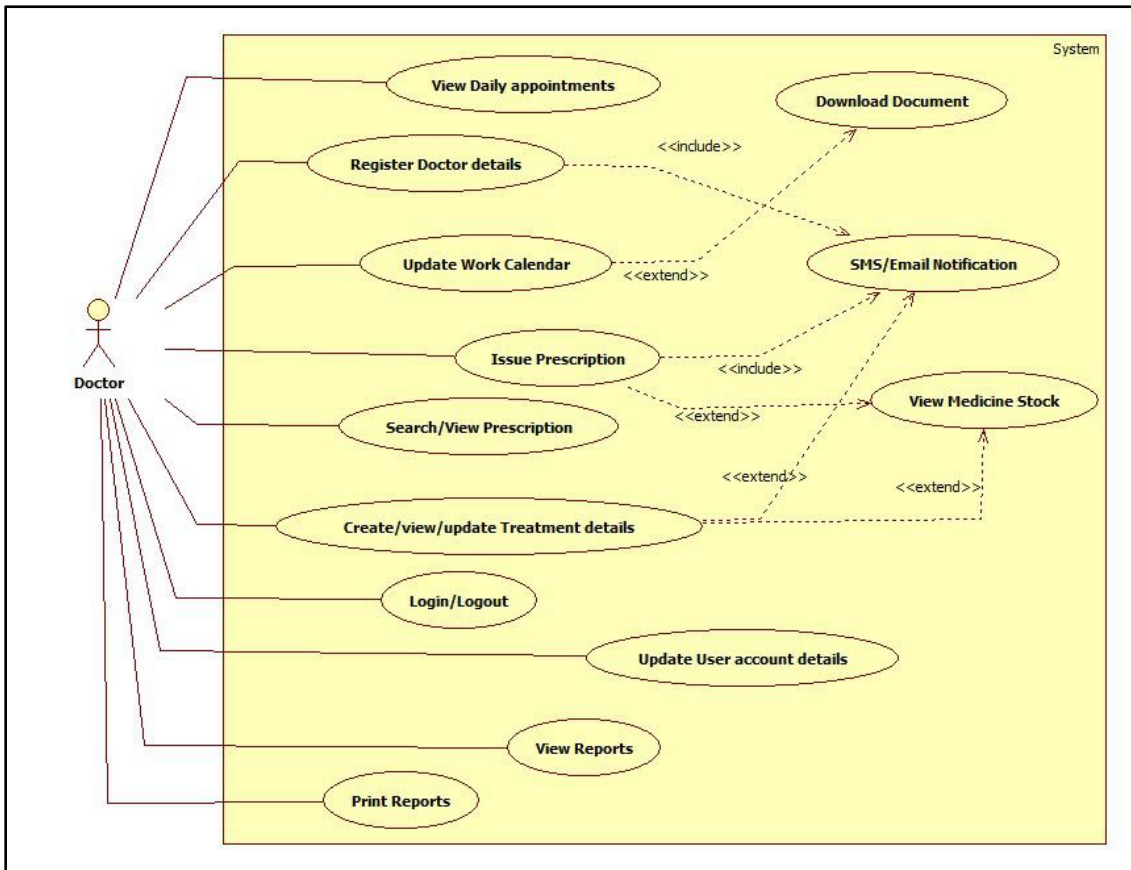 System
View Daily appointments
Download Document
<<include>>
Register Doctor details
Update Work Calendar
<<extend>>
SMS/Email Notification
Issue Prescription
<<include>>
Doctor
View Medicine Stock
<<extend>>
Search/View Prescription
<<extend>>
<<extend>>
Create/view/update Treatment details
Login/Logout
Update User account details
View Reports
Print Reports